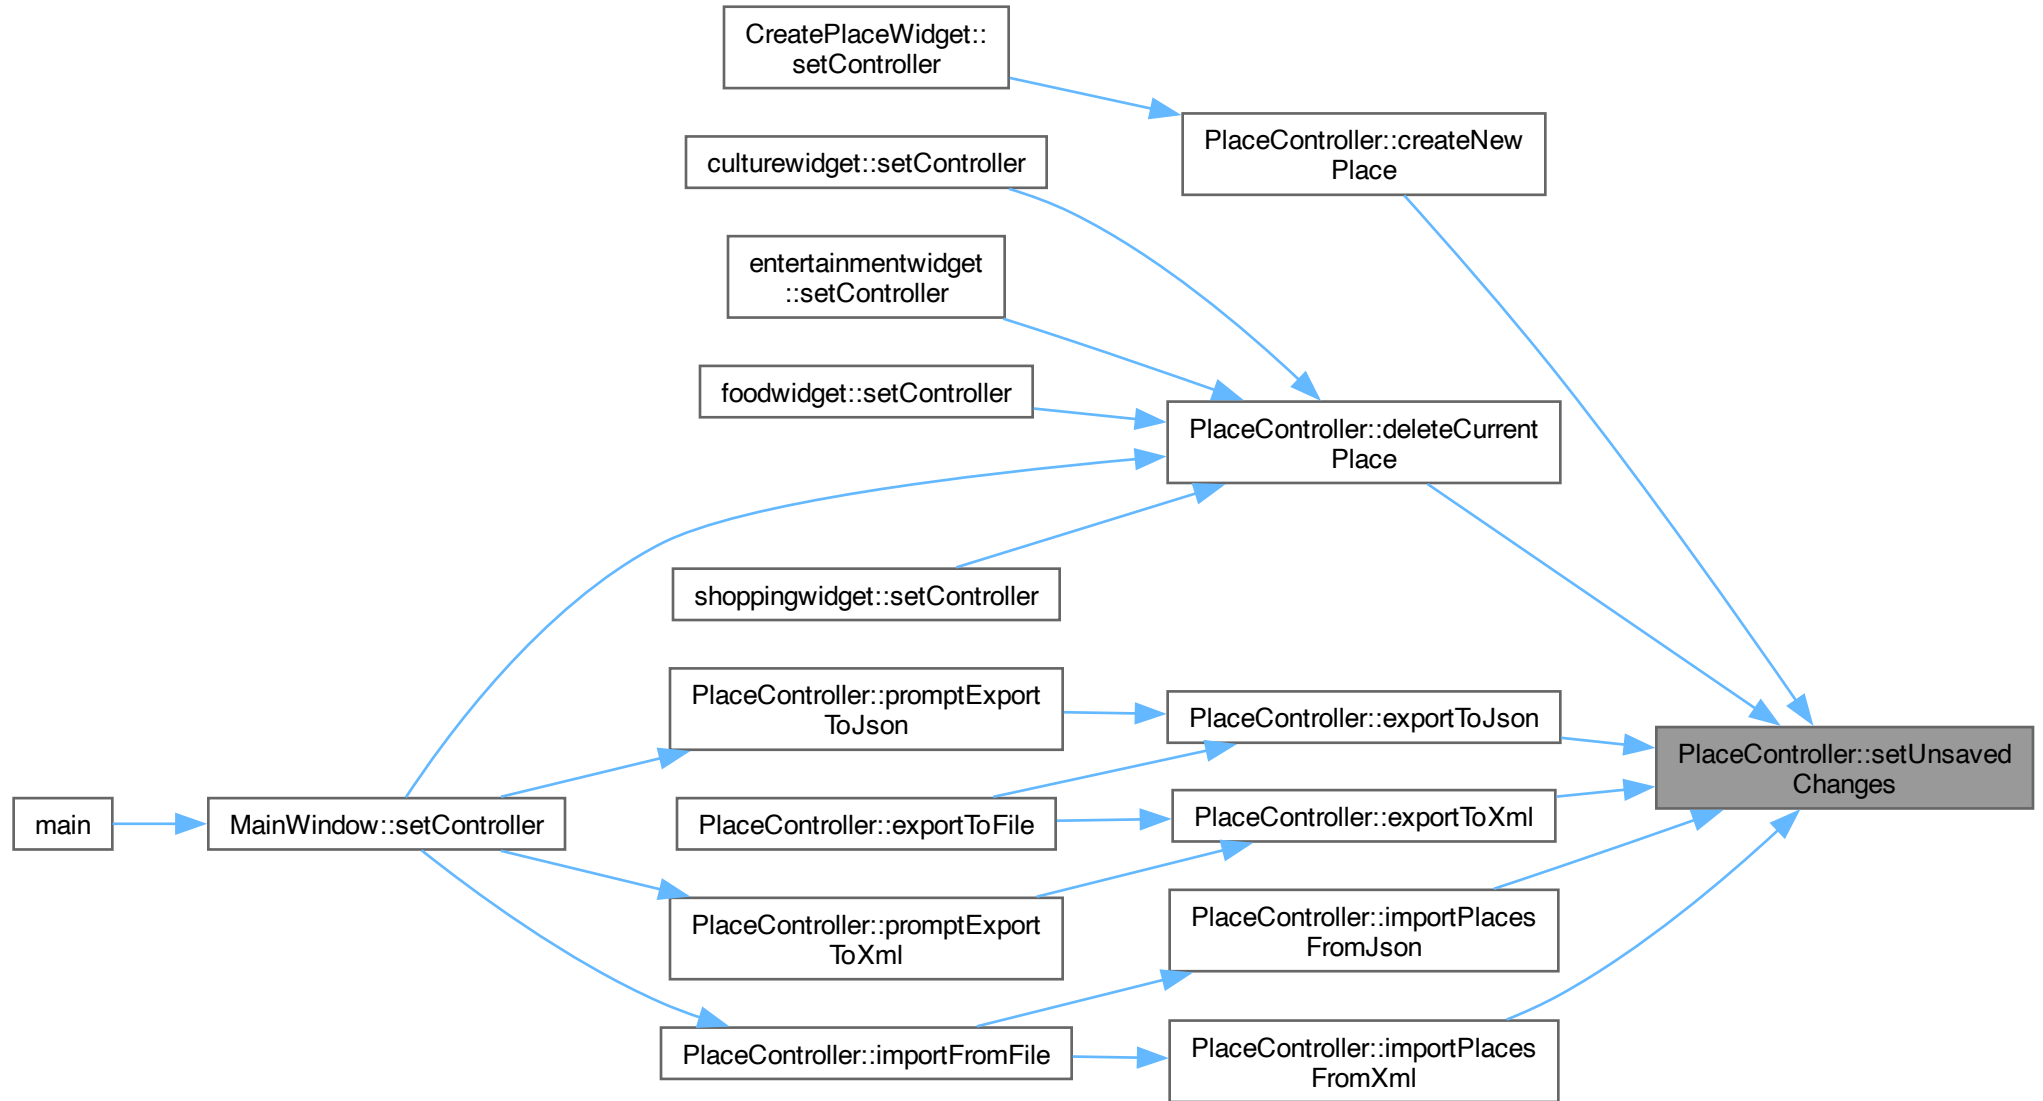 CreatePlaceWidget::
setController
PlaceController::createNew
Place
culturewidget::setController
entertainmentwidget
::setController
foodwidget::setController
PlaceController::deleteCurrent
Place
shoppingwidget::setController
PlaceController::promptExport
ToJson
PlaceController::exportToJson
PlaceController::setUnsaved
Changes
main
MainWindow::setController
PlaceController::exportToFile
PlaceController::exportToXml
PlaceController::promptExport
ToXml
PlaceController::importPlaces
FromJson
PlaceController::importFromFile
PlaceController::importPlaces
FromXml